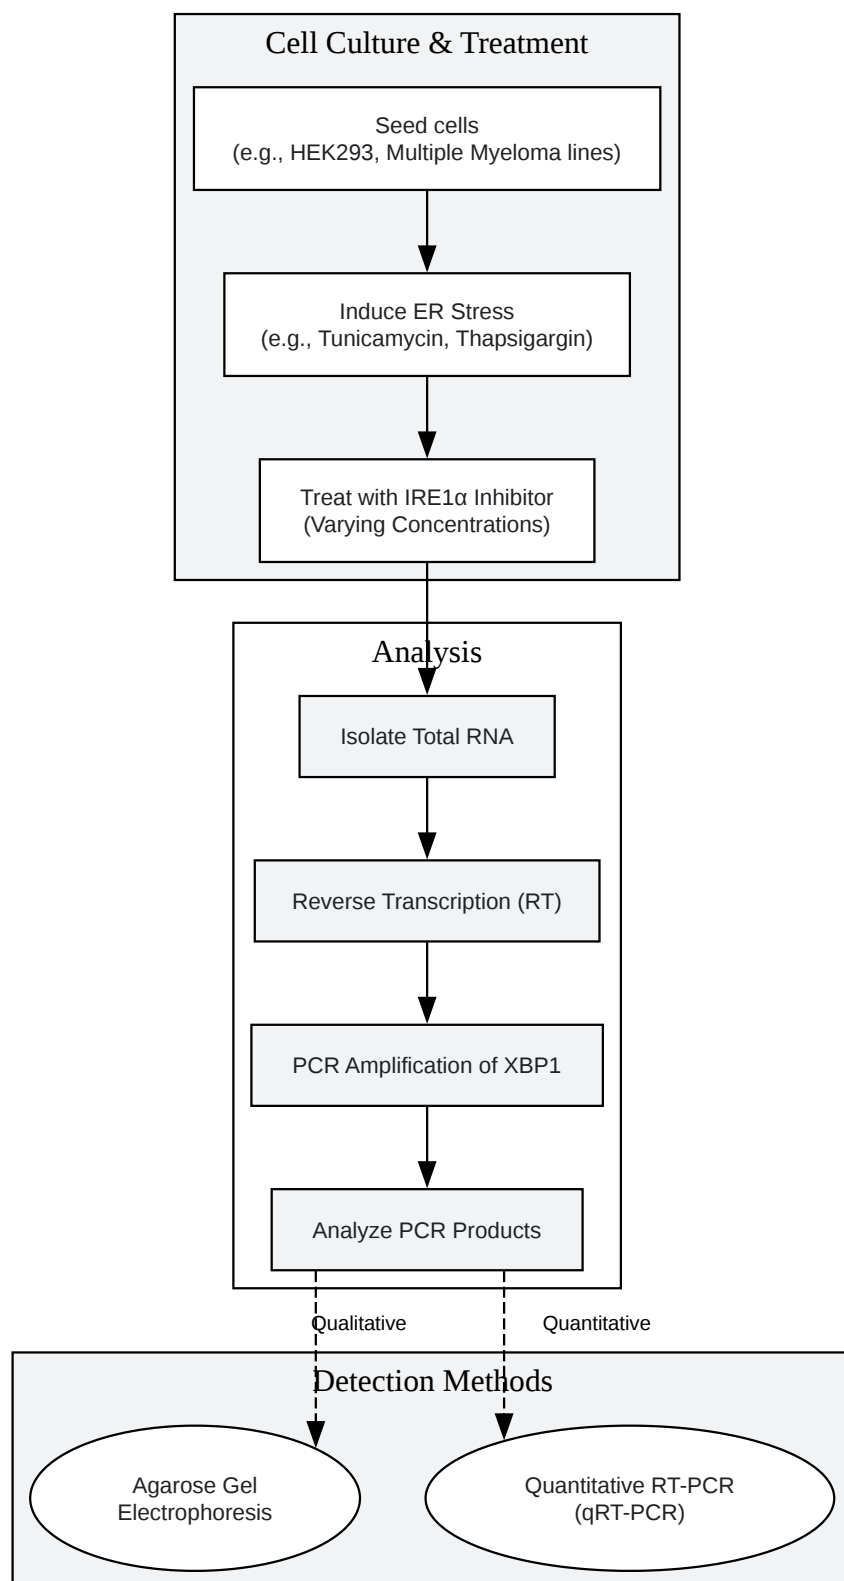 Cell Culture & Treatment
Seed cells
(e.g., HEK293, Multiple Myeloma lines)
Induce ER Stress
(e.g., Tunicamycin, Thapsigargin)
Treat with IRE1α Inhibitor
(Varying Concentrations)
Analysis
Isolate Total RNA
Reverse Transcription (RT)
PCR Amplification of XBP1
Analyze PCR Products
Qualitative
Quantitative
Detection Methods
Agarose Gel
Electrophoresis
Quantitative RT-PCR
(qRT-PCR)